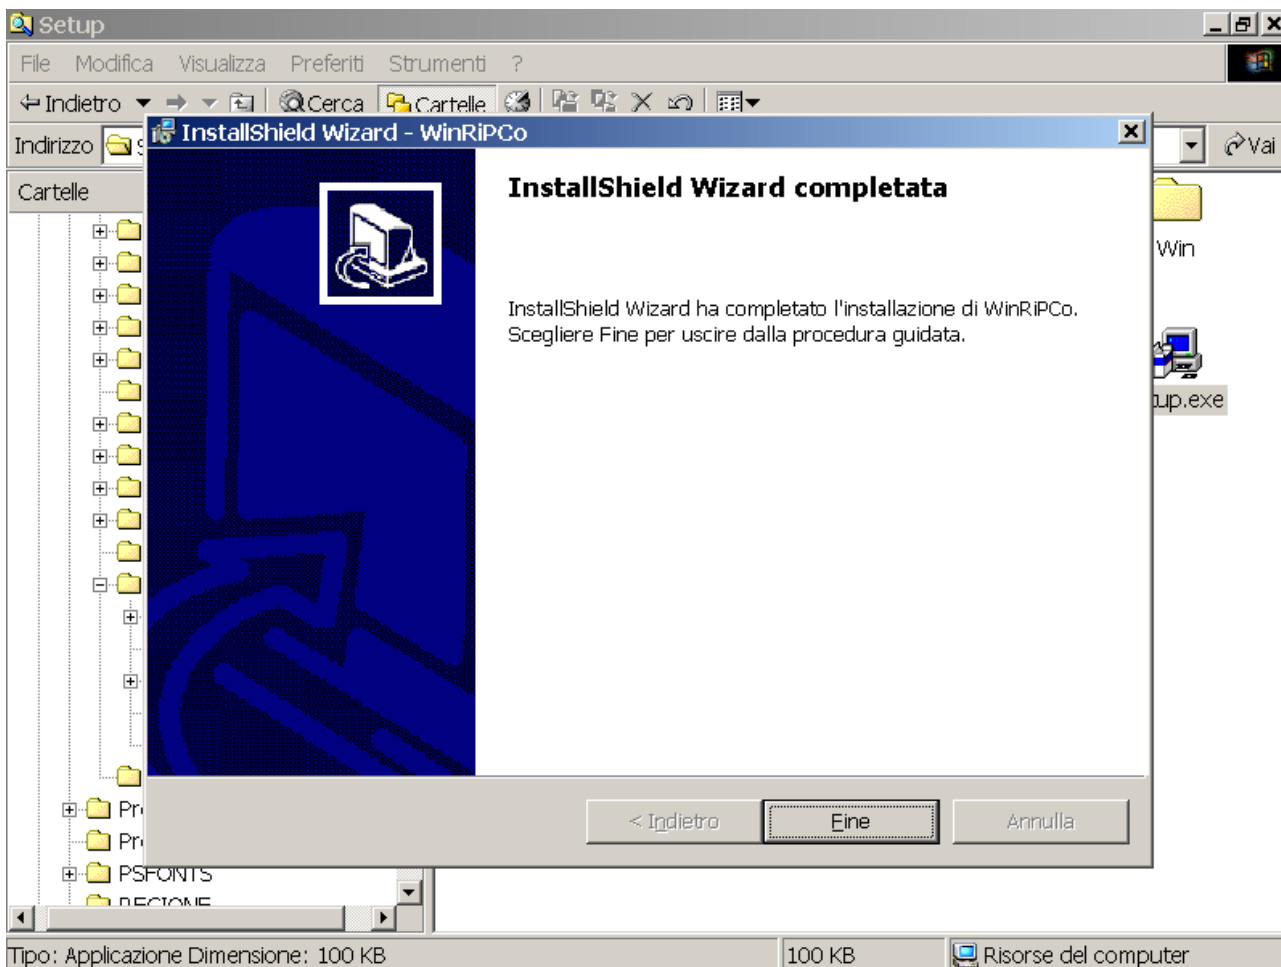 Setup
File Modifica Visualizza Preferiti Strumenti ?
Indietro Cerca Cartelle
Indirizzo Vai
InstallShield Wizard - WinRiPCo
Cartelle
InstallShield Wizard completata
InstallShield Wizard ha completato l'installazione di WinRiPCo.
Scegliere Fine per uscire dalla procedura guidata.
Win
tup.exe
< Indietro Fine Annulla
PSFONTS
REGIONE
Tipo: Applicazione Dimensione: 100 KB 100 KB Risorse del computer